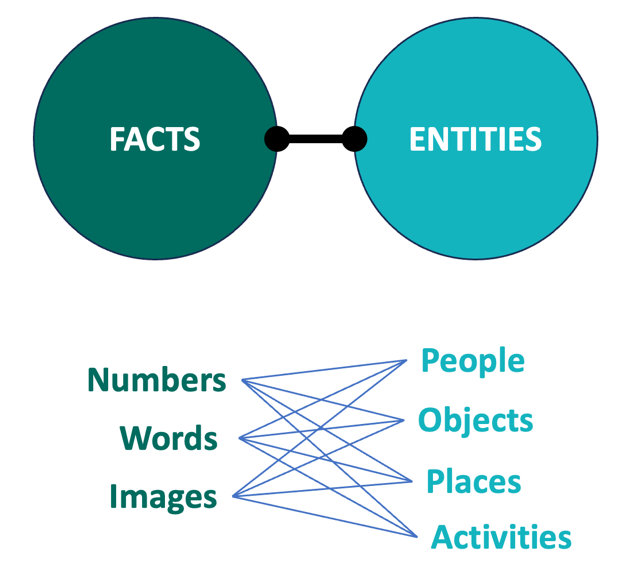 FACTS
ENTITIES
Numbers
Words
Images
People
Objects
Places
Activities